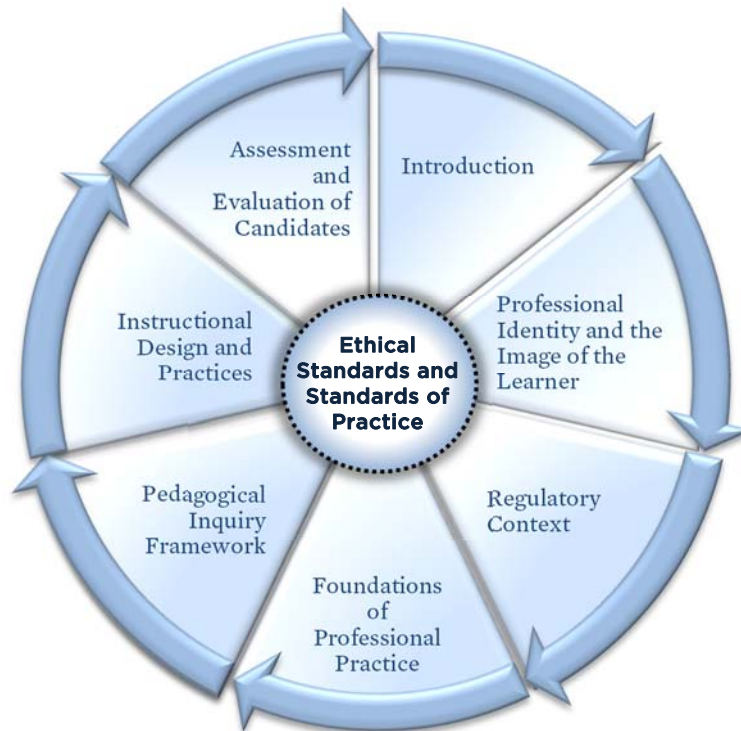 Introduction
Professional
Identity and the
Image of the
Learner
Regulatory
Context
Foundations
of
Professional
Practice
Pedagogical
Inquiry
Framework
Instructional
Design and
Practices
Assessment
and
Evaluation of
Candidates
Ethical
Standards and
Standards of
Practice